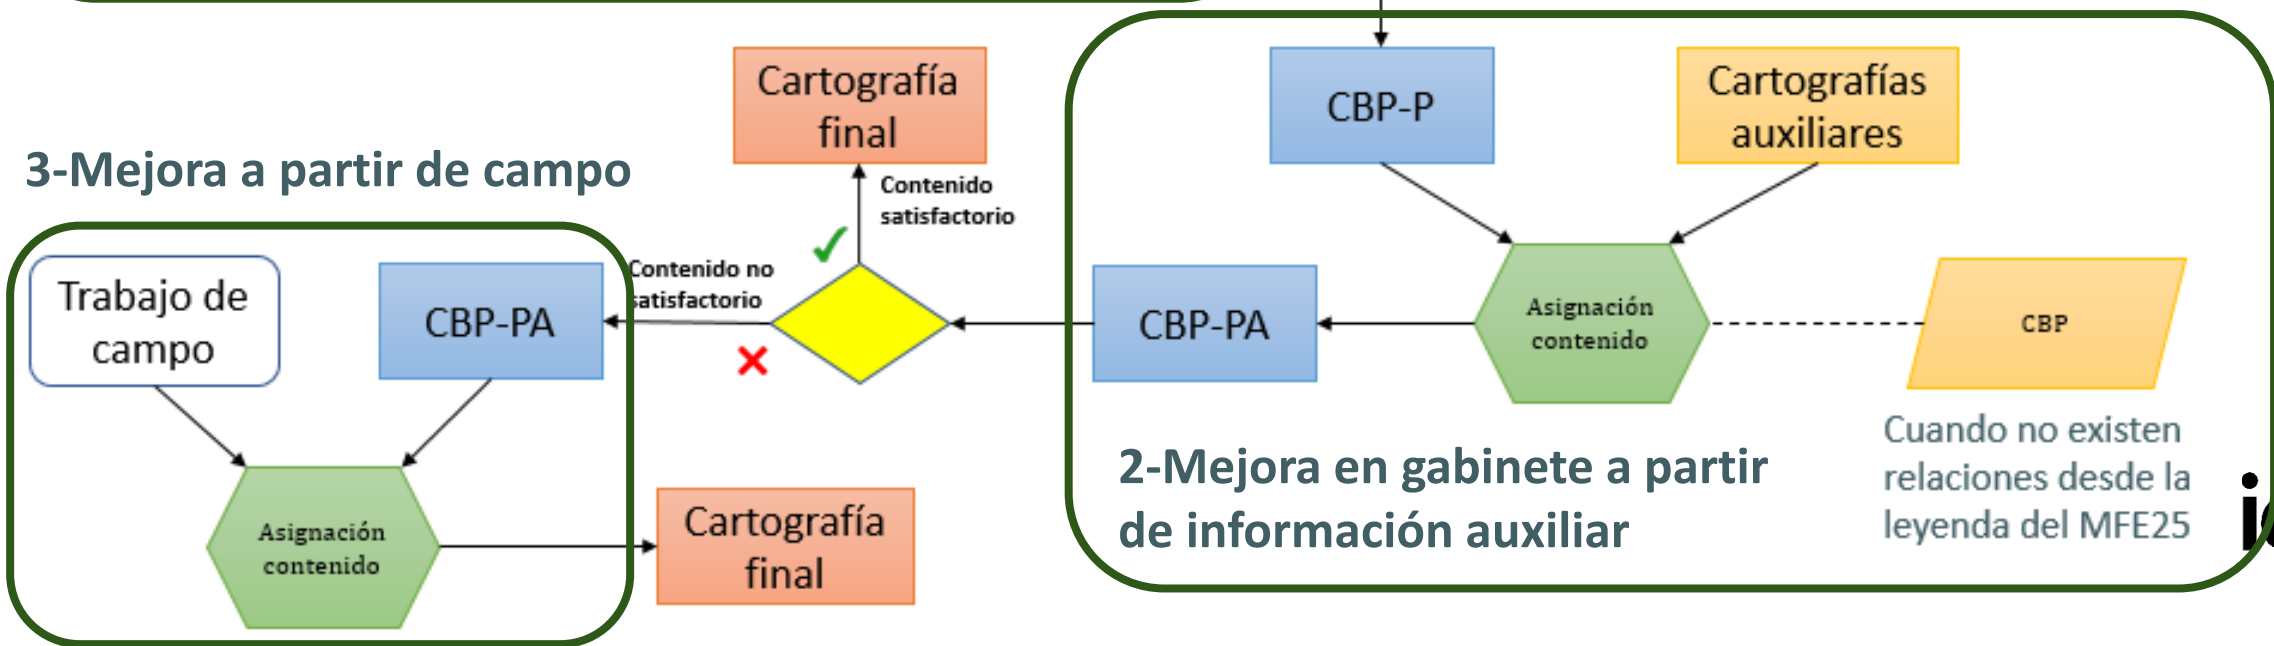 Cartografía
final
CBP-P
Cartografías
auxiliares
3-Mejora a partir de campo
Contenido
satisfactorio
Trabajo de
campo
CBP-PA
Contenido no
satisfactorio
CBP-PA
Asignación
contenido
CBP
Cuando no existen
relaciones desde la
leyenda del MFE25
2-Mejora en gabinete a partir
de información auxiliar
Asignación
contenido
Cartografía
final